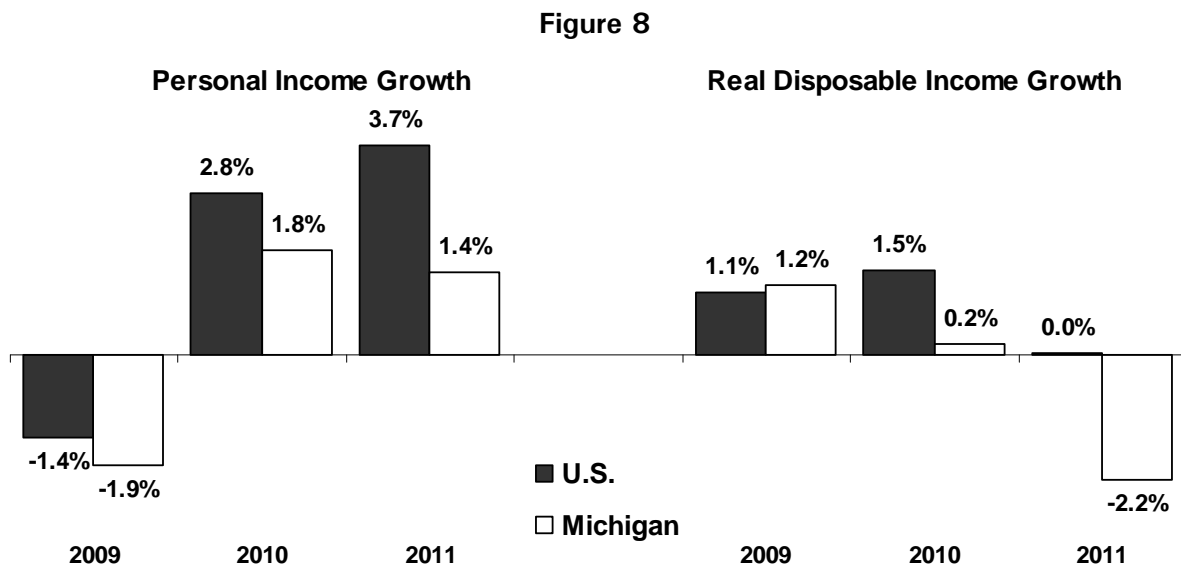 Figure 8
Personal Income Growth
Real Disposable Income Growth
3.7%
2.8%
1.8%
1.4%
-1.4%
-1.9%
1.1%
1.2%
1.5%
0.2%
0.0%
-2.2%
U.S.
Michigan
2009 2010 2011 2009 2010 2011